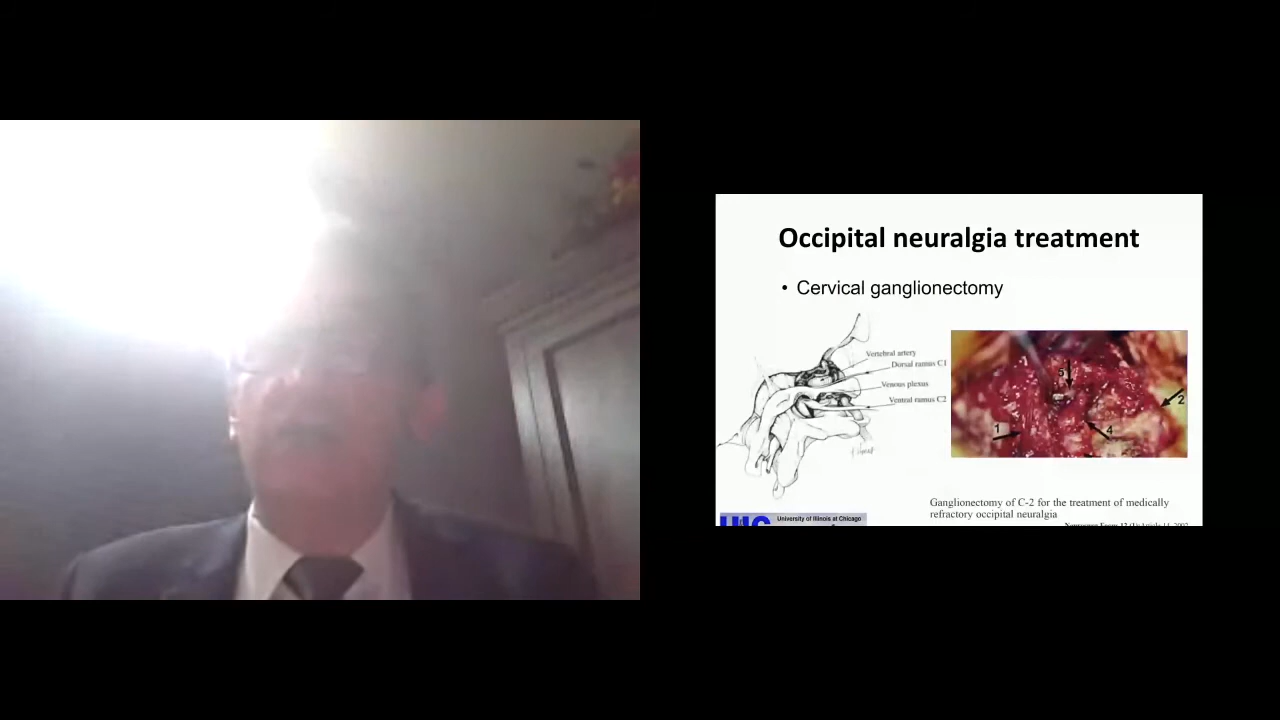 Occipital neuralgia treatment
• Cervical ganglionectomy
Vertebral artery
Dorsal ramus C1
Venous plexus
Ventral ramus C2
5
2
1
4
Ganglionectomy of C-2 for the treatment of medically
refractory occipital neuralgia
UIC
University of Illinois at Chicago